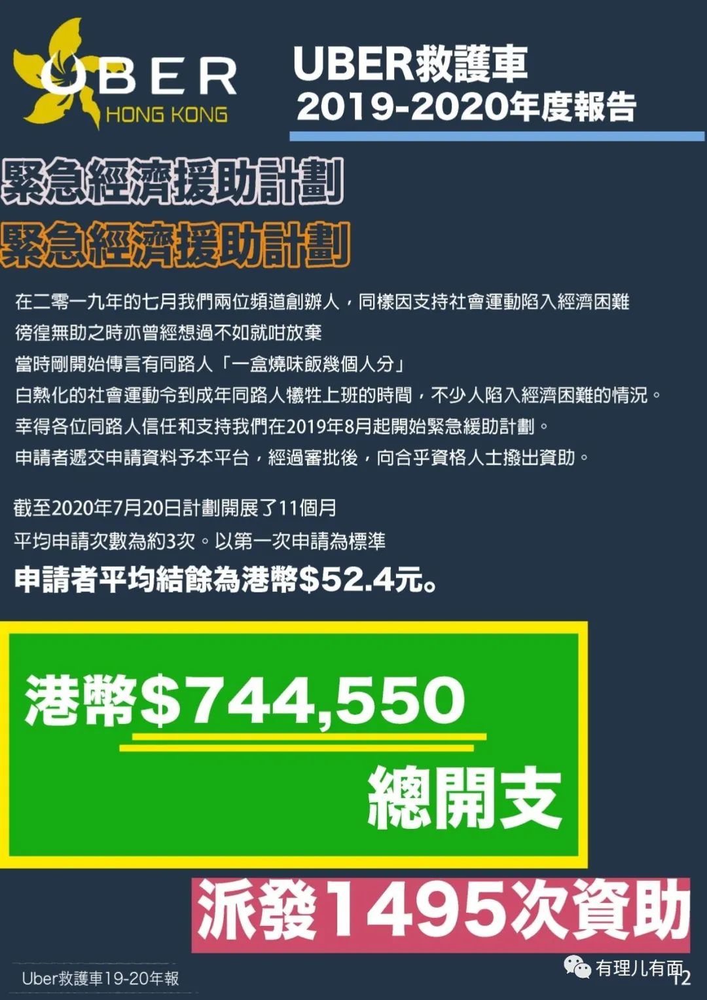 UBER
HONG KONG
UBER救護車
2019-2020年度報告
緊急經濟援助計劃
緊急經濟援助計劃
在二零一九年的七月我們兩位頻道創辦人，同樣因支持社會運動陷入經濟困難
徬徨無助之時亦曾經想過不如就咁放棄
當時剛開始傳言有同路人「一盒燒味飯幾個人分」
白熱化的社會運動令到成年同路人犧牲上班的時間，不少人陷入經濟困難的情況。
幸得各位同路人信任和支持我們在2019年8月起開始緊急緩助計劃。
申請者遞交申請資料予本平台，經過審批後，向合乎資格人士撥出資助。
截至2020年7月20日計劃開展了11個月
平均申請次數為約3次。以第一次申請為標準
申請者平均結餘為港幣$52.4元。
港幣$744,550
總開支
派發1495次資助
有理儿有面
Uber救護車19-20年報
12